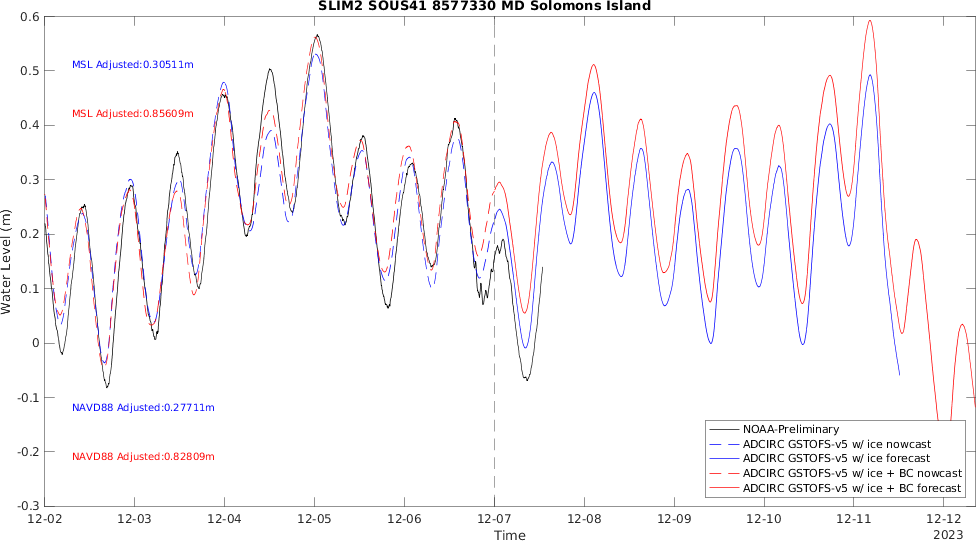 SLIM2 SOUS41 8577330 MD Solomons Island
0.6
0.5
0.4
0.3
0.2
0.1
0
-0.1
-0.2
-0.3
Water Level (m)
MSL Adjusted:0.30511m
MSL Adjusted:0.85609m
NAVD88 Adjusted:0.27711m
NAVD88 Adjusted:0.82809m
NOAA-Preliminary
ADCIRC GSTOFS-v5 w/ ice nowcast
ADCIRC GSTOFS-v5 w/ ice forecast
ADCIRC GSTOFS-v5 w/ ice + BC nowcast
ADCIRC GSTOFS-v5 w/ ice + BC forecast
12-02 12-03 12-04 12-05 12-06 12-07 12-08 12-09 12-10 12-11 12-12
2023
Time